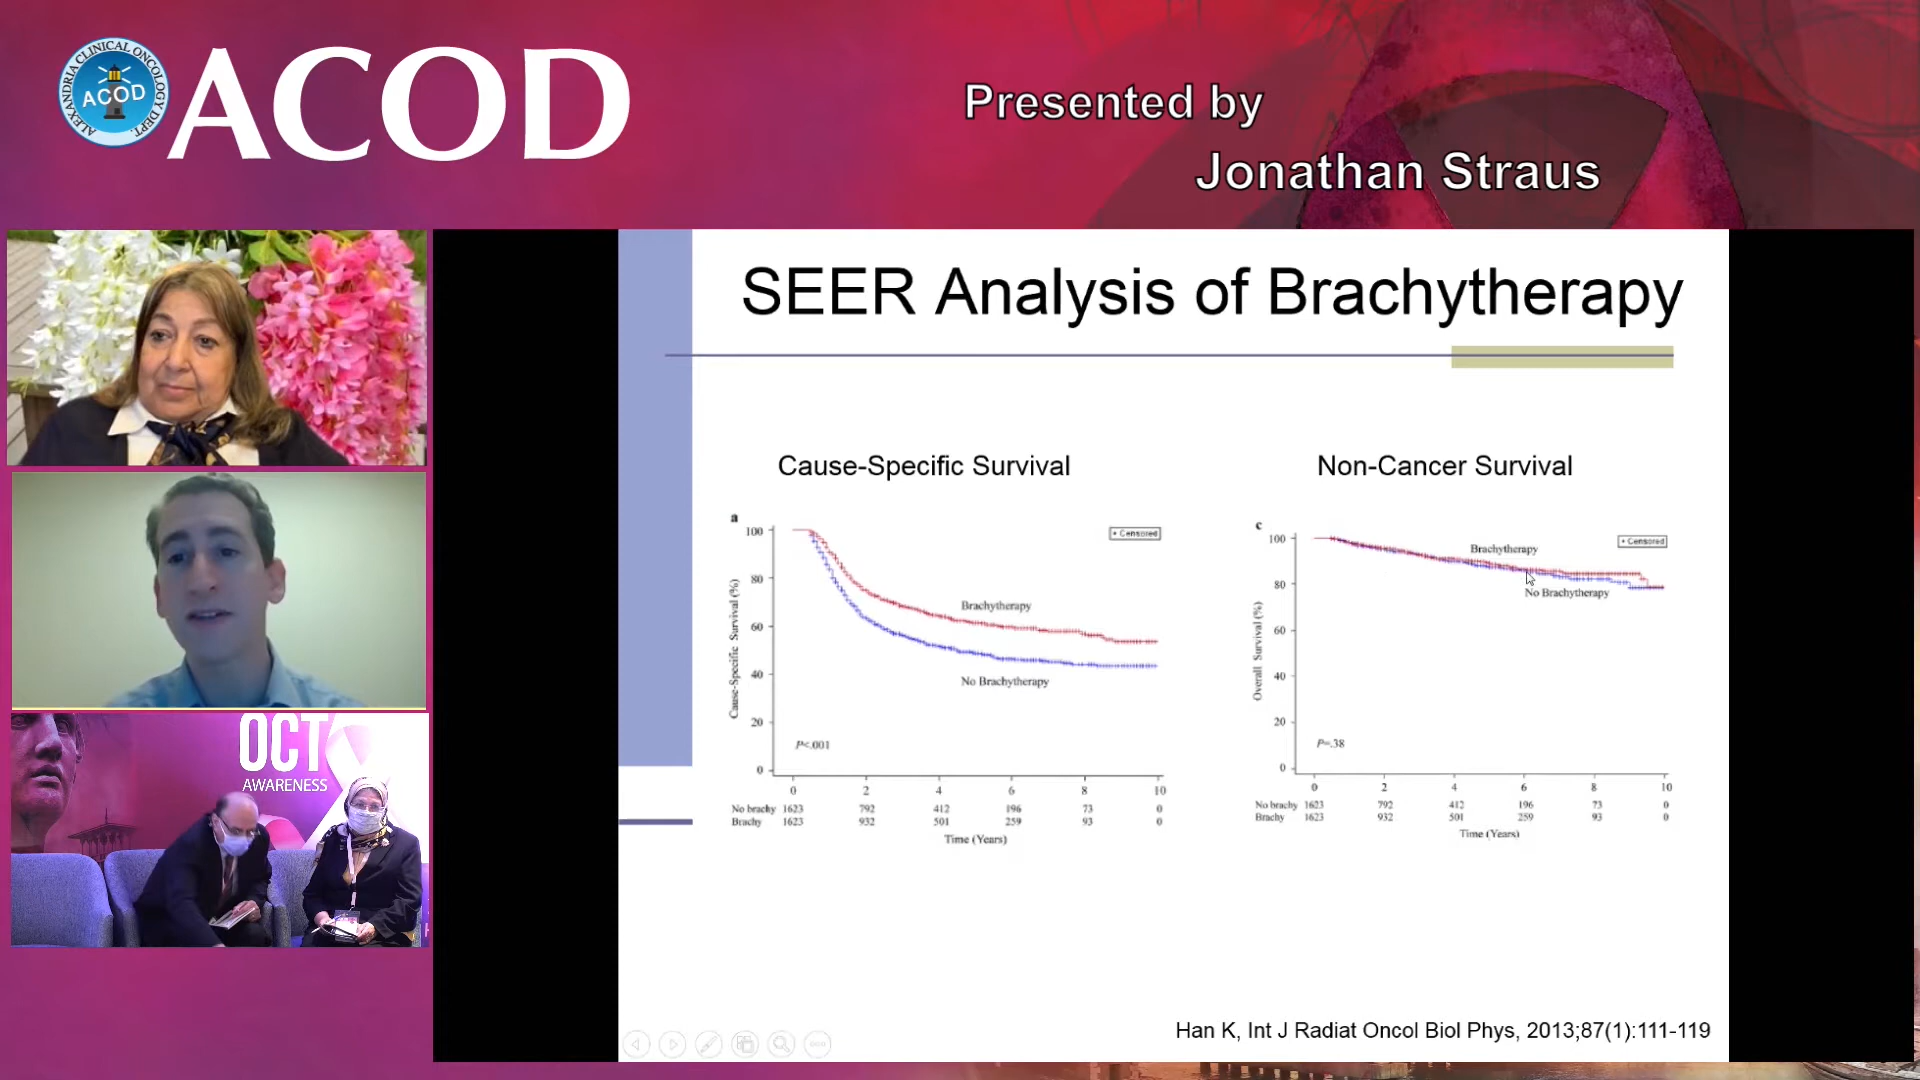 ALEXANDRIA CLINICAL ONCOLOGY DEPT.
ACOD
ACOD
Presented by
Jonathan Straus
OCT
AWARENESS
SEER Analysis of Brachytherapy
Cause-Specific Survival
Non-Cancer Survival
a
+ Censored
Cause-Specific Survival (%)
100
80
60
40
20
0
Brachytherapy
No Brachytherapy
P<.001
0 2 4 6 8 10
No brachy 1623 792 412 196 73 0
Brachy 1623 932 501 259 93 0
Time (Years)
c
+ Censored
Overall Survival (%)
100
80
60
40
20
0
Brachytherapy
No Brachytherapy
P=.38
0 2 4 6 8 10
No brachy 1623 792 412 196 73 0
Brachy 1623 932 501 259 93 0
Time (Years)
Han K, Int J Radiat Oncol Biol Phys, 2013;87(1):111-119